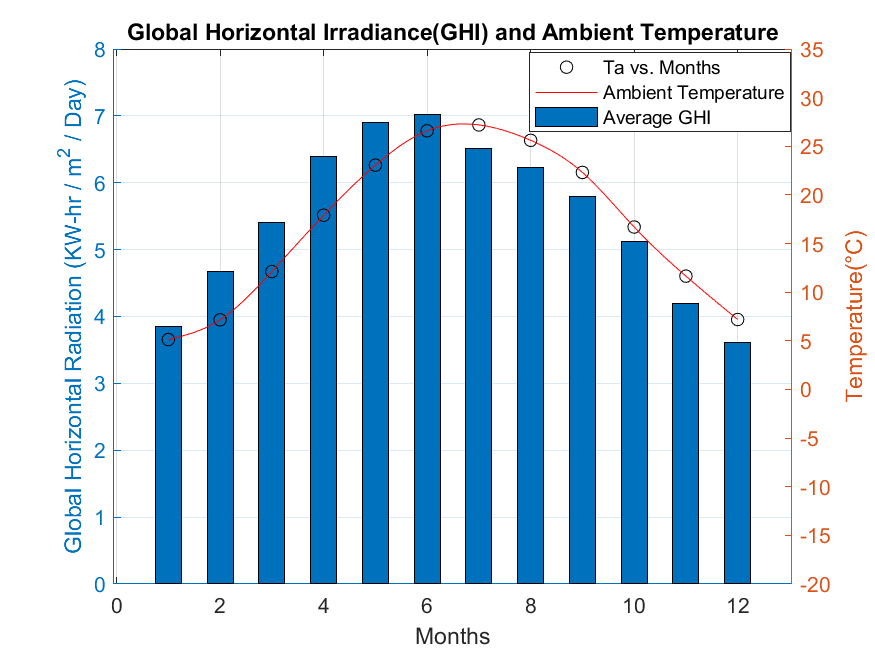 Global Horizontal Irradiance(GHI) and Ambient Temperature
Ta vs. Months
Ambient Temperature
Average GHI
Global Horizontal Radiation (KW-hr / m² / Day)
8
7
6
5
4
3
2
1
0
35
30
25
20
15
10
5
0
-5
-10
-15
-20
Temperature(°C)
0 2 4 6 8 10 12
Months